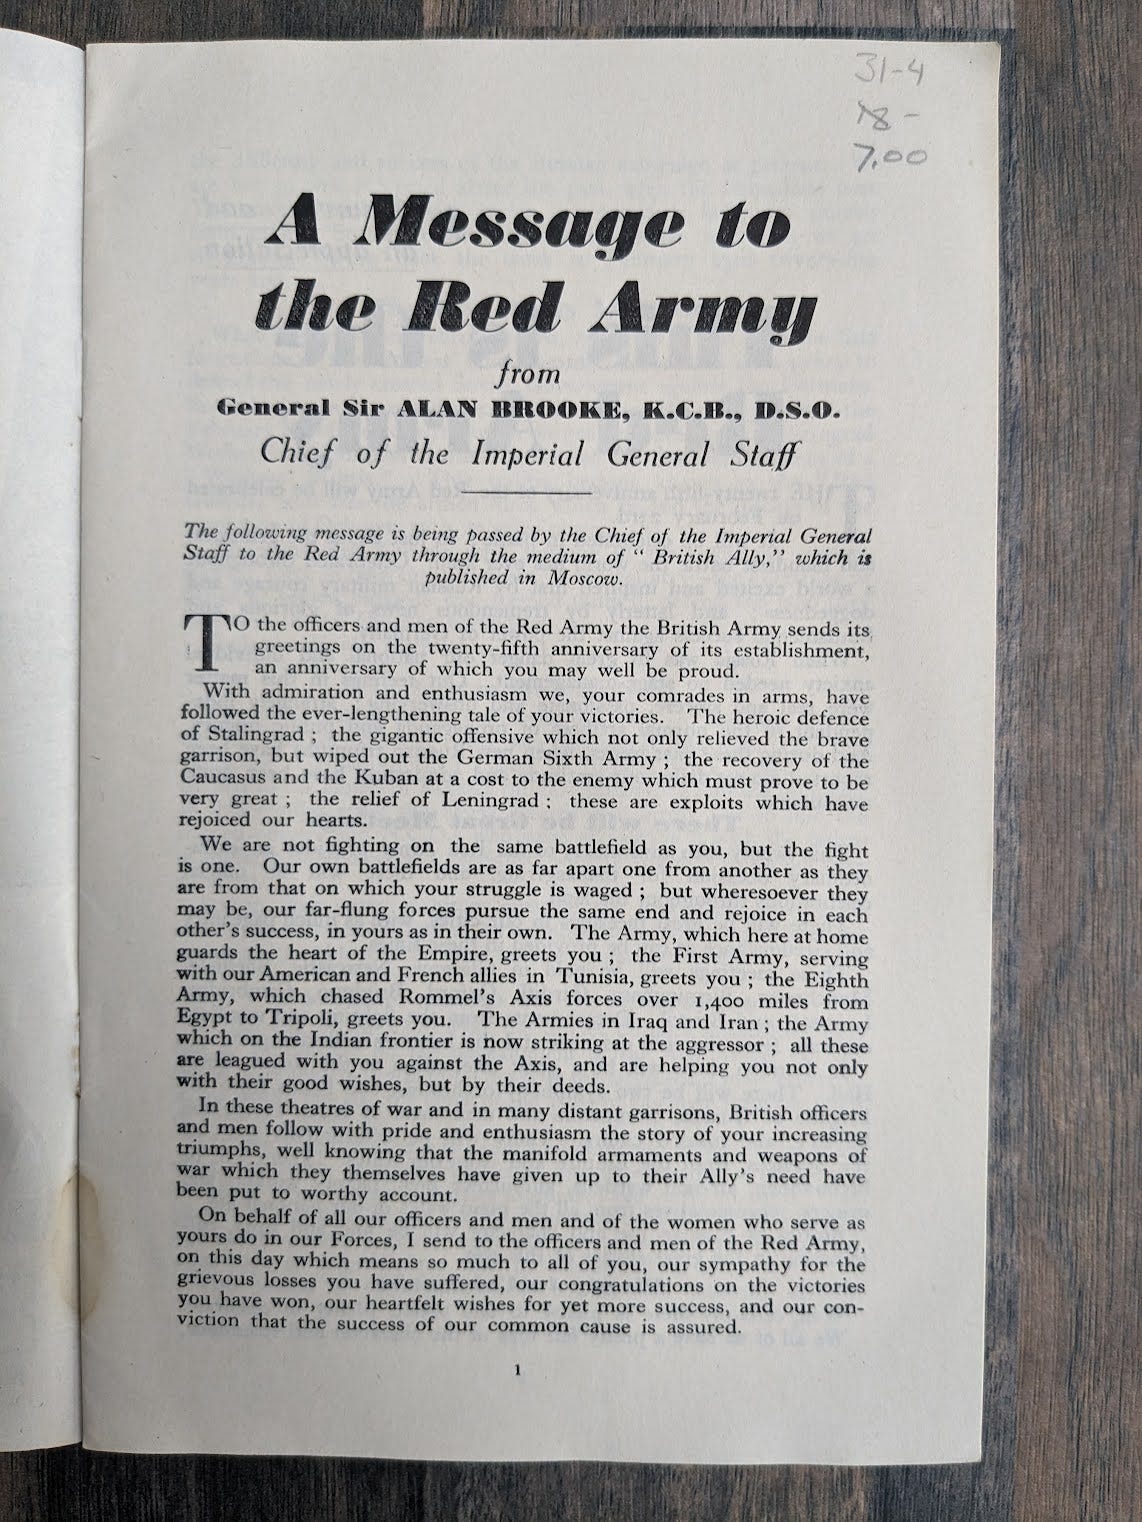 31-4
18-
7.00
A Message to
the Red Army
from
General Sir ALAN BROOKE, K.C.B., D.S.O.
Chief of the Imperial General Staff
The following message is being passed by the Chief of the Imperial General
Staff to the Red Army through the medium of “ British Ally,” which is
published in Moscow.
TO the officers and men of the Red Army the British Army sends its
greetings on the twenty-fifth anniversary of its establishment,
an anniversary of which you may well be proud.
With admiration and enthusiasm we, your comrades in arms, have
followed the ever-lengthening tale of your victories. The heroic defence
of Stalingrad ; the gigantic offensive which not only relieved the brave
garrison, but wiped out the German Sixth Army ; the recovery of the
Caucasus and the Kuban at a cost to the enemy which must prove to be
very great ; the relief of Leningrad ; these are exploits which have
rejoiced our hearts.
We are not fighting on the same battlefield as you, but the fight
is one. Our own battlefields are as far apart one from another as they
are from that on which your struggle is waged ; but wheresoever they
may be, our far-flung forces pursue the same end and rejoice in each
other’s success, in yours as in their own. The Army, which here at home
guards the heart of the Empire, greets you ; the First Army, serving
with our American and French allies in Tunisia, greets you ; the Eighth
Army, which chased Rommel’s Axis forces over 1,400 miles from
Egypt to Tripoli, greets you. The Armies in Iraq and Iran ; the Army
which on the Indian frontier is now striking at the aggressor ; all these
are leagued with you against the Axis, and are helping you not only
with their good wishes, but by their deeds.
In these theatres of war and in many distant garrisons, British officers
and men follow with pride and enthusiasm the story of your increasing
triumphs, well knowing that the manifold armaments and weapons of
war which they themselves have given up to their Ally’s need have
been put to worthy account.
On behalf of all our officers and men and of the women who serve as
yours do in our Forces, I send to the officers and men of the Red Army,
on this day which means so much to all of you, our sympathy for the
grievous losses you have suffered, our congratulations on the victories
you have won, our heartfelt wishes for yet more success, and our con-
viction that the success of our common cause is assured.
1